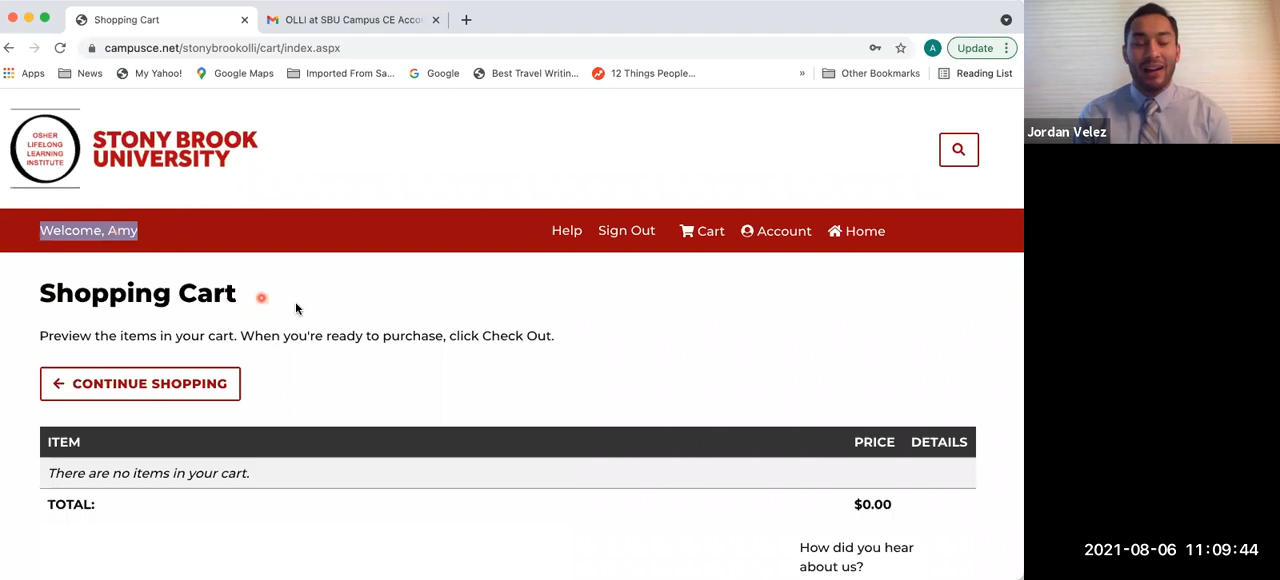 Shopping Cart
OLLI at SBU Campus CE Acco
campusce.net/stonybrookolli/cart/index.aspx
A
Update
Apps
News
My Yahoo!
Google Maps
Imported From Sa...
Google
Best Travel Writin...
12 Things People...
»
Other Bookmarks
Reading List
Jordan Velez
OSHER
LIFELONG
LEARNING
INSTITUTE
STONY BROOK
UNIVERSITY
Welcome, Amy
Help
Sign Out
Cart
Account
Home
Shopping Cart
Preview the items in your cart. When you're ready to purchase, click Check Out.
CONTINUE SHOPPING
ITEM PRICE DETAILS
There are no items in your cart.
TOTAL: $0.00
How did you hear
about us?
2021-08-06 11:09:44